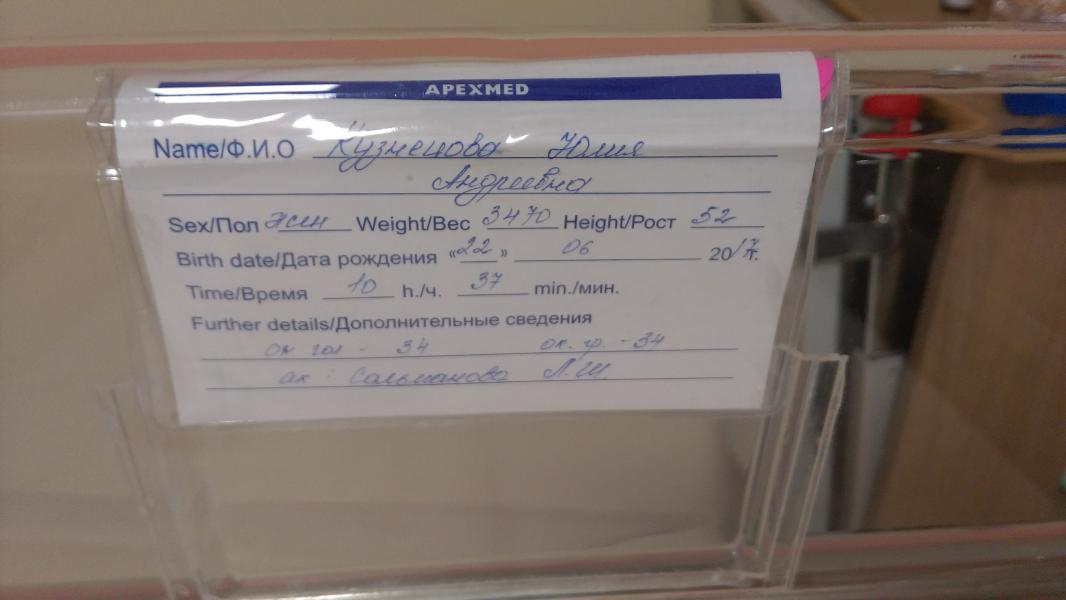 APEXMED
Name/Ф.И.О Кузнецова Юлия
Андреевна
Sex/Пол жен Weight/Вес 3470 Height/Рост 52
Birth date/Дата рождения «22» 06 2017г.
Time/Время 10 h./ч. 37 min./мин.
Further details/Дополнительные сведения
ок гол - 34 ок. гр. - 34
ак: Сальманова Л.Ш.